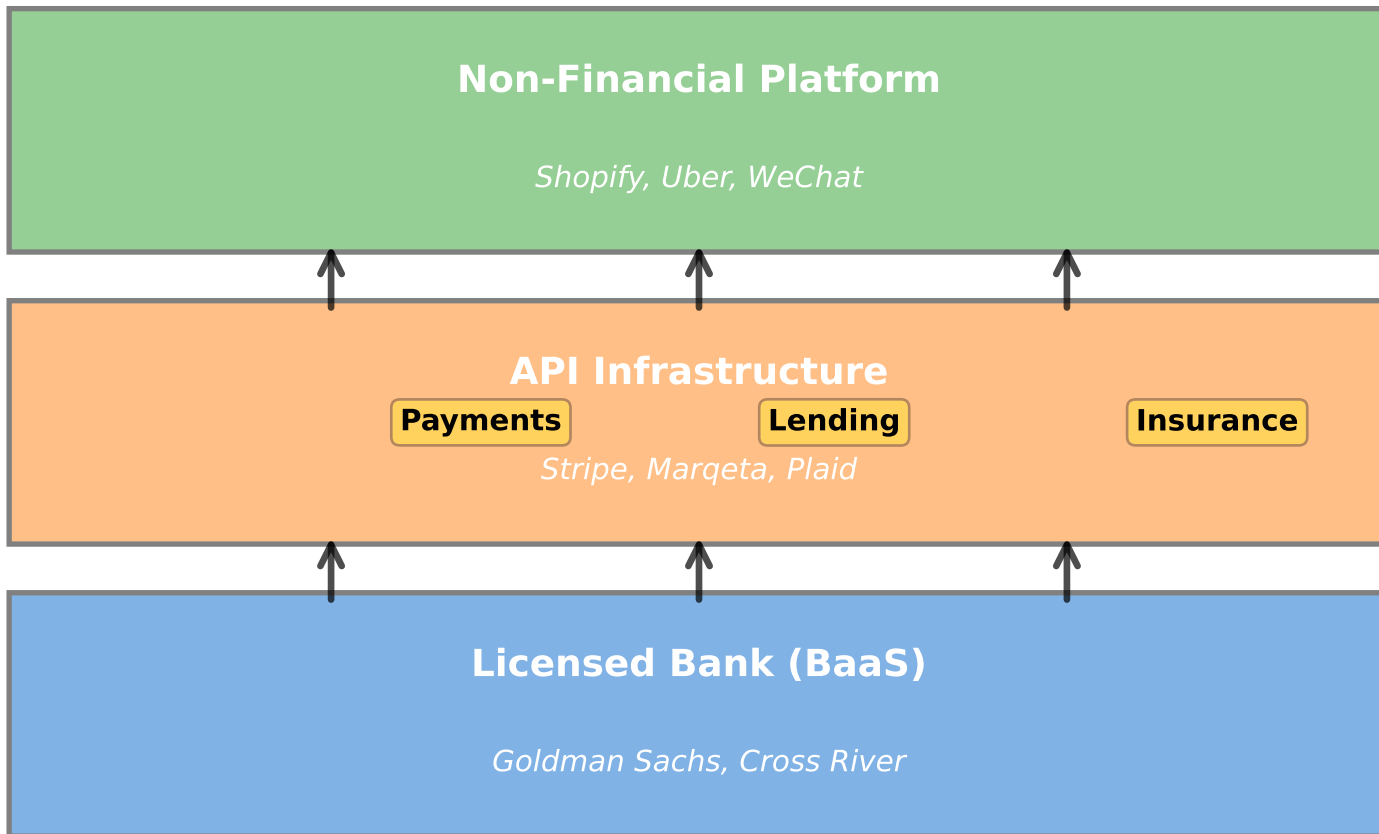 Non-Financial Platform
Shopify, Uber, WeChat
API Infrastructure
Payments
Lending
Insurance
Stripe, Marqeta, Plaid
Licensed Bank (BaaS)
Goldman Sachs, Cross River